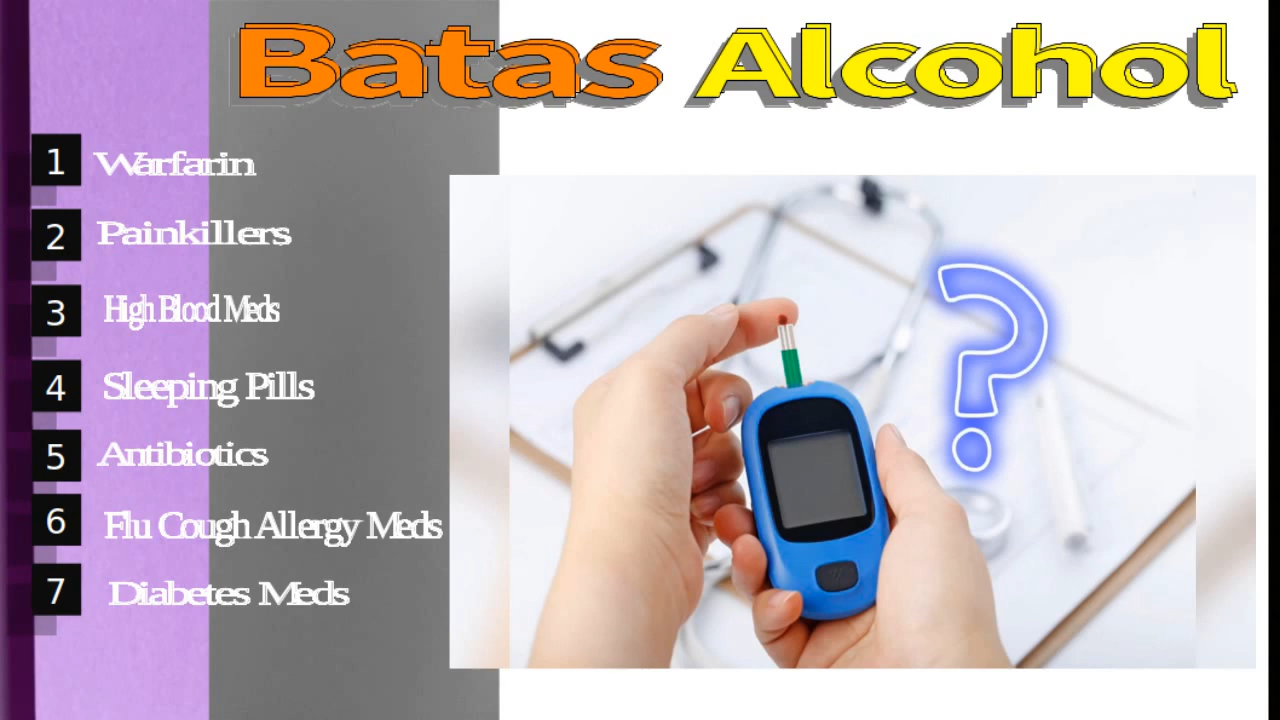 Batas Alcohol
1 Warfarin
2 Painkillers
3 High Blood Meds
4 Sleeping Pills
5 Antibiotics
6 Flu Cough Allergy Meds
7 Diabetes Meds
?